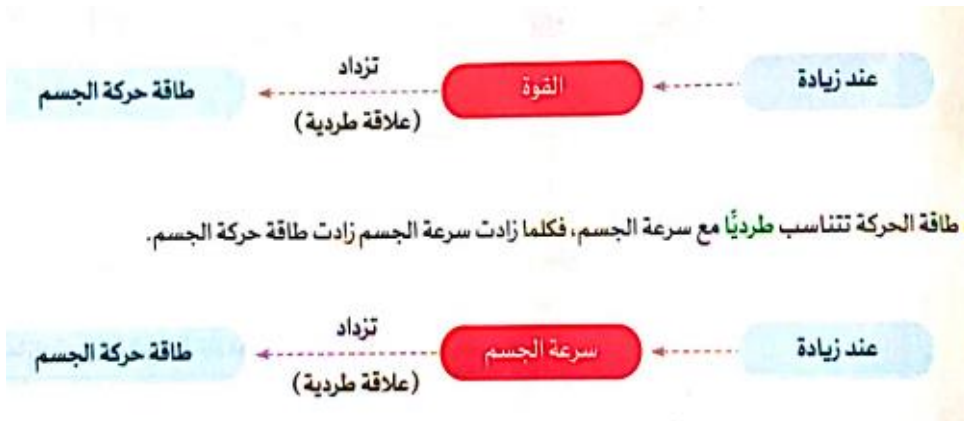 عند زيادة القوة تزداد طاقة حركة الجسم
(علاقة طردية)
طاقة الحركة تتناسب طرديًّا مع سرعة الجسم، فكلما زادت سرعة الجسم زادت طاقة حركة الجسم.
عند زيادة سرعة الجسم تزداد طاقة حركة الجسم
(علاقة طردية)